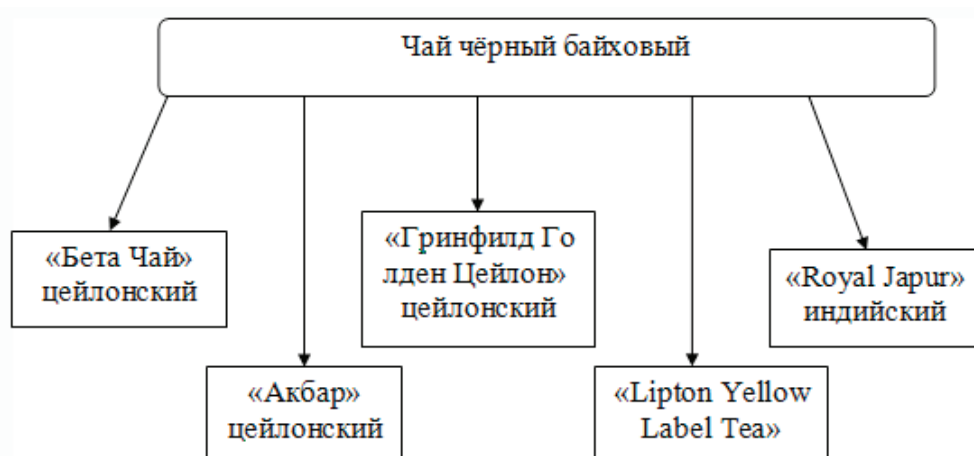 Чай чёрный байховый
«Бета Чай»
цейлонский
«Гринфилд Го
лден Цейлон»
цейлонский
«Royal Japur»
индийский
«Акбар»
цейлонский
«Lipton Yellow
Label Tea»